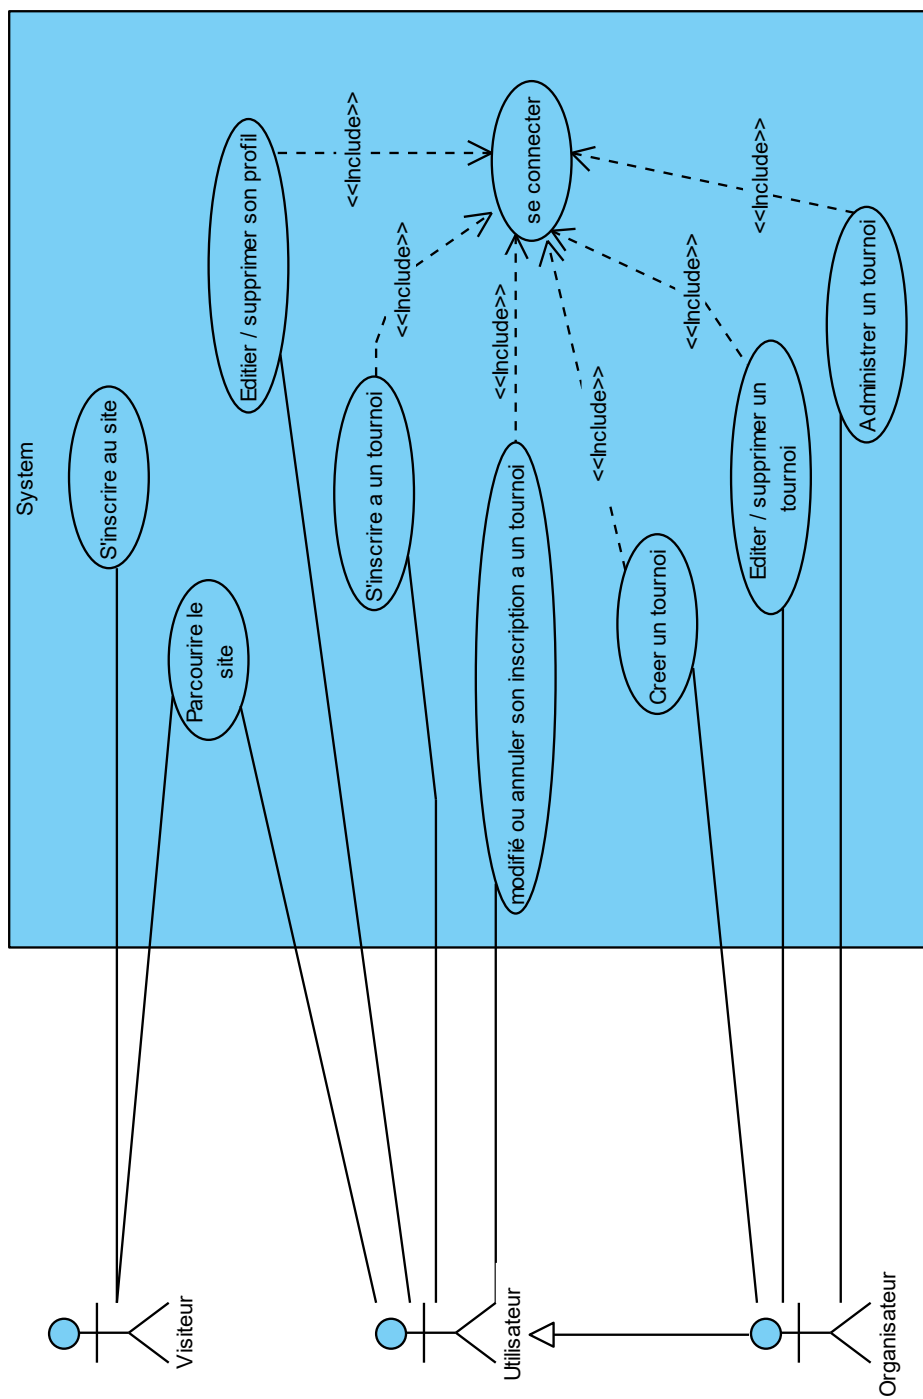 System
S'inscrire au site
Parcourire le
site
Editier / supprimer son profil
<<Include>>
S'inscrire a un tournoi
<<Include>>
se connecter
modifié ou annuler son inscription a un tournoi
<<Include>>
Creer un tournoi
<<Include>>
Editer / supprimer un
tournoi
<<Include>>
Administrer un tournoi
<<Include>>
Visiteur
Utilisateur
Organisateur